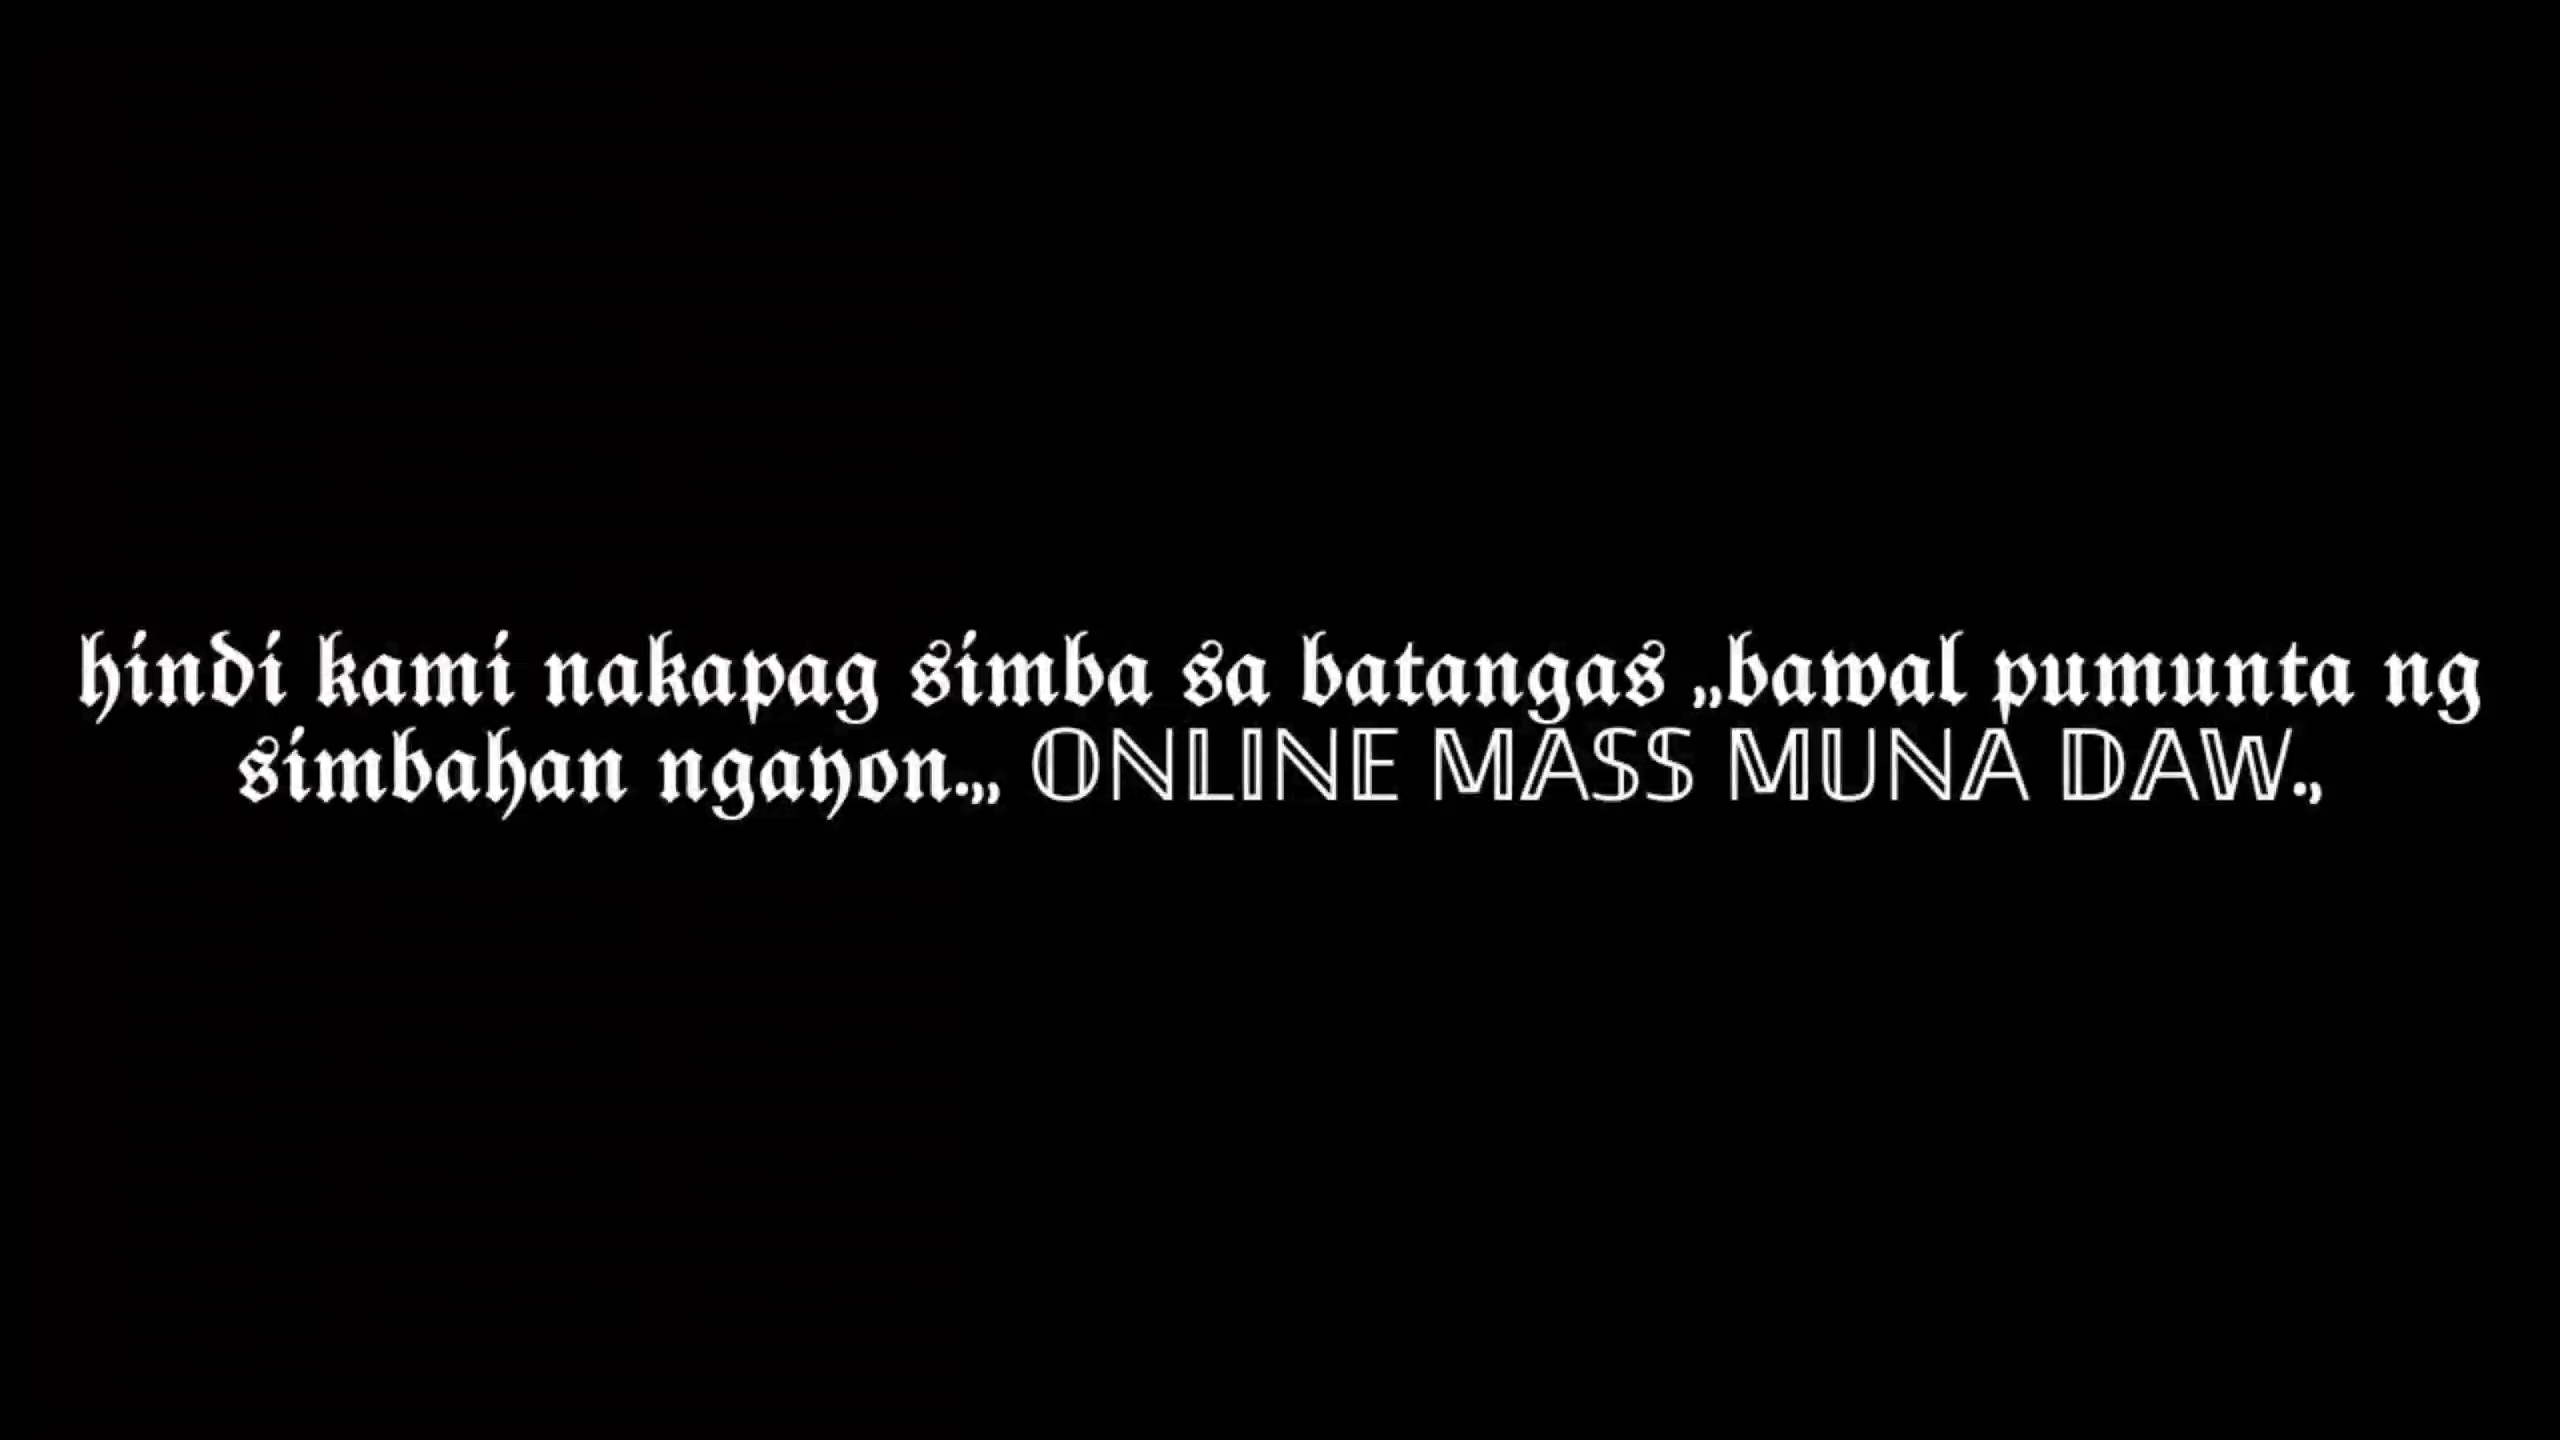 hindi kami nakapag simba sa batangas ,,bawal pumunta ng
simbahan ngayon.,,, ONLINE MASS MUNA DAW.,